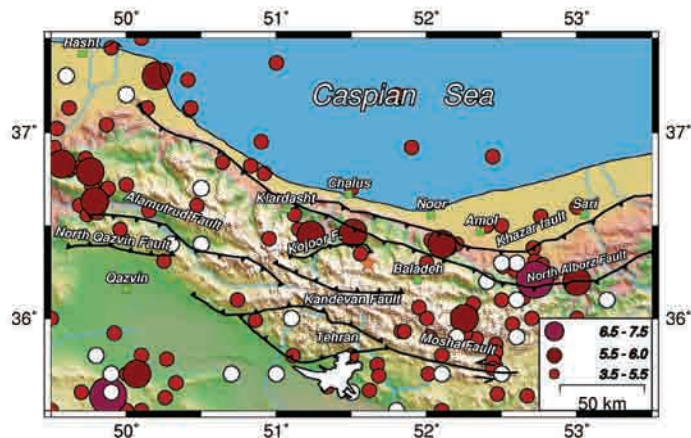 50° 51° 52° 53°
Rasht
Caspian Sea
37° 37°
Chalus
Klardasht
Noor
Sari
Alamutrud Fault
Amol
Khazar fault
North Qazvin Fault
Kojoor F
Baladeh
North Alborz Fault
Qazvin
Kandevan Fault
36° 36°
Tehran
Mosha Fault
6.5 - 7.5
5.5 - 6.0
3.5 - 5.5
50 km
50° 51° 52° 53°